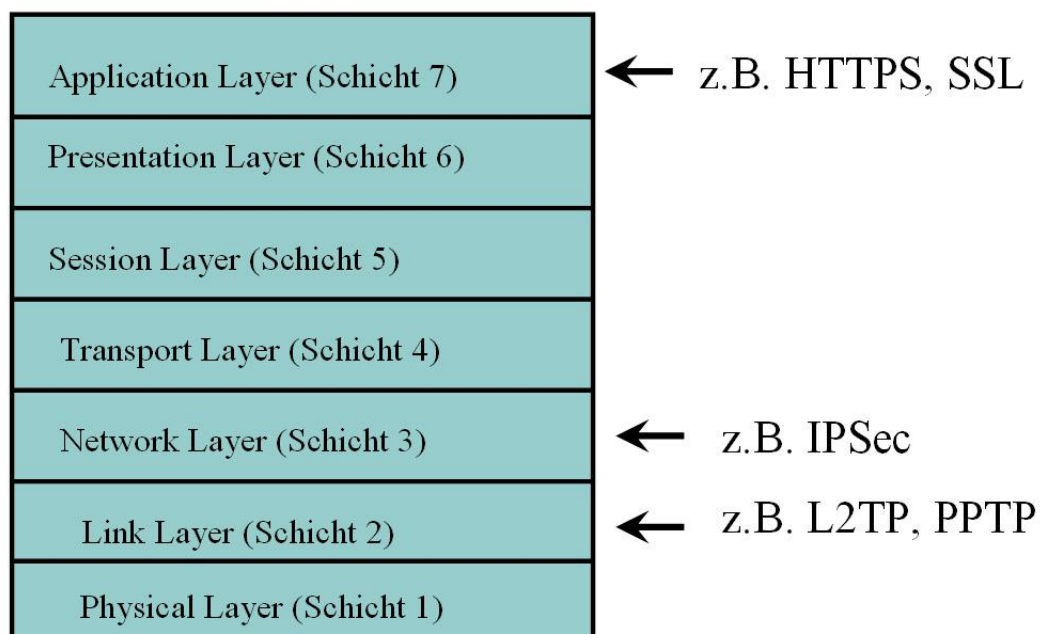 Application Layer (Schicht 7)
z.B. HTTPS, SSL
Presentation Layer (Schicht 6)
Session Layer (Schicht 5)
Transport Layer (Schicht 4)
Network Layer (Schicht 3)
z.B. IPSec
Link Layer (Schicht 2)
z.B. L2TP, PPTP
Physical Layer (Schicht 1)